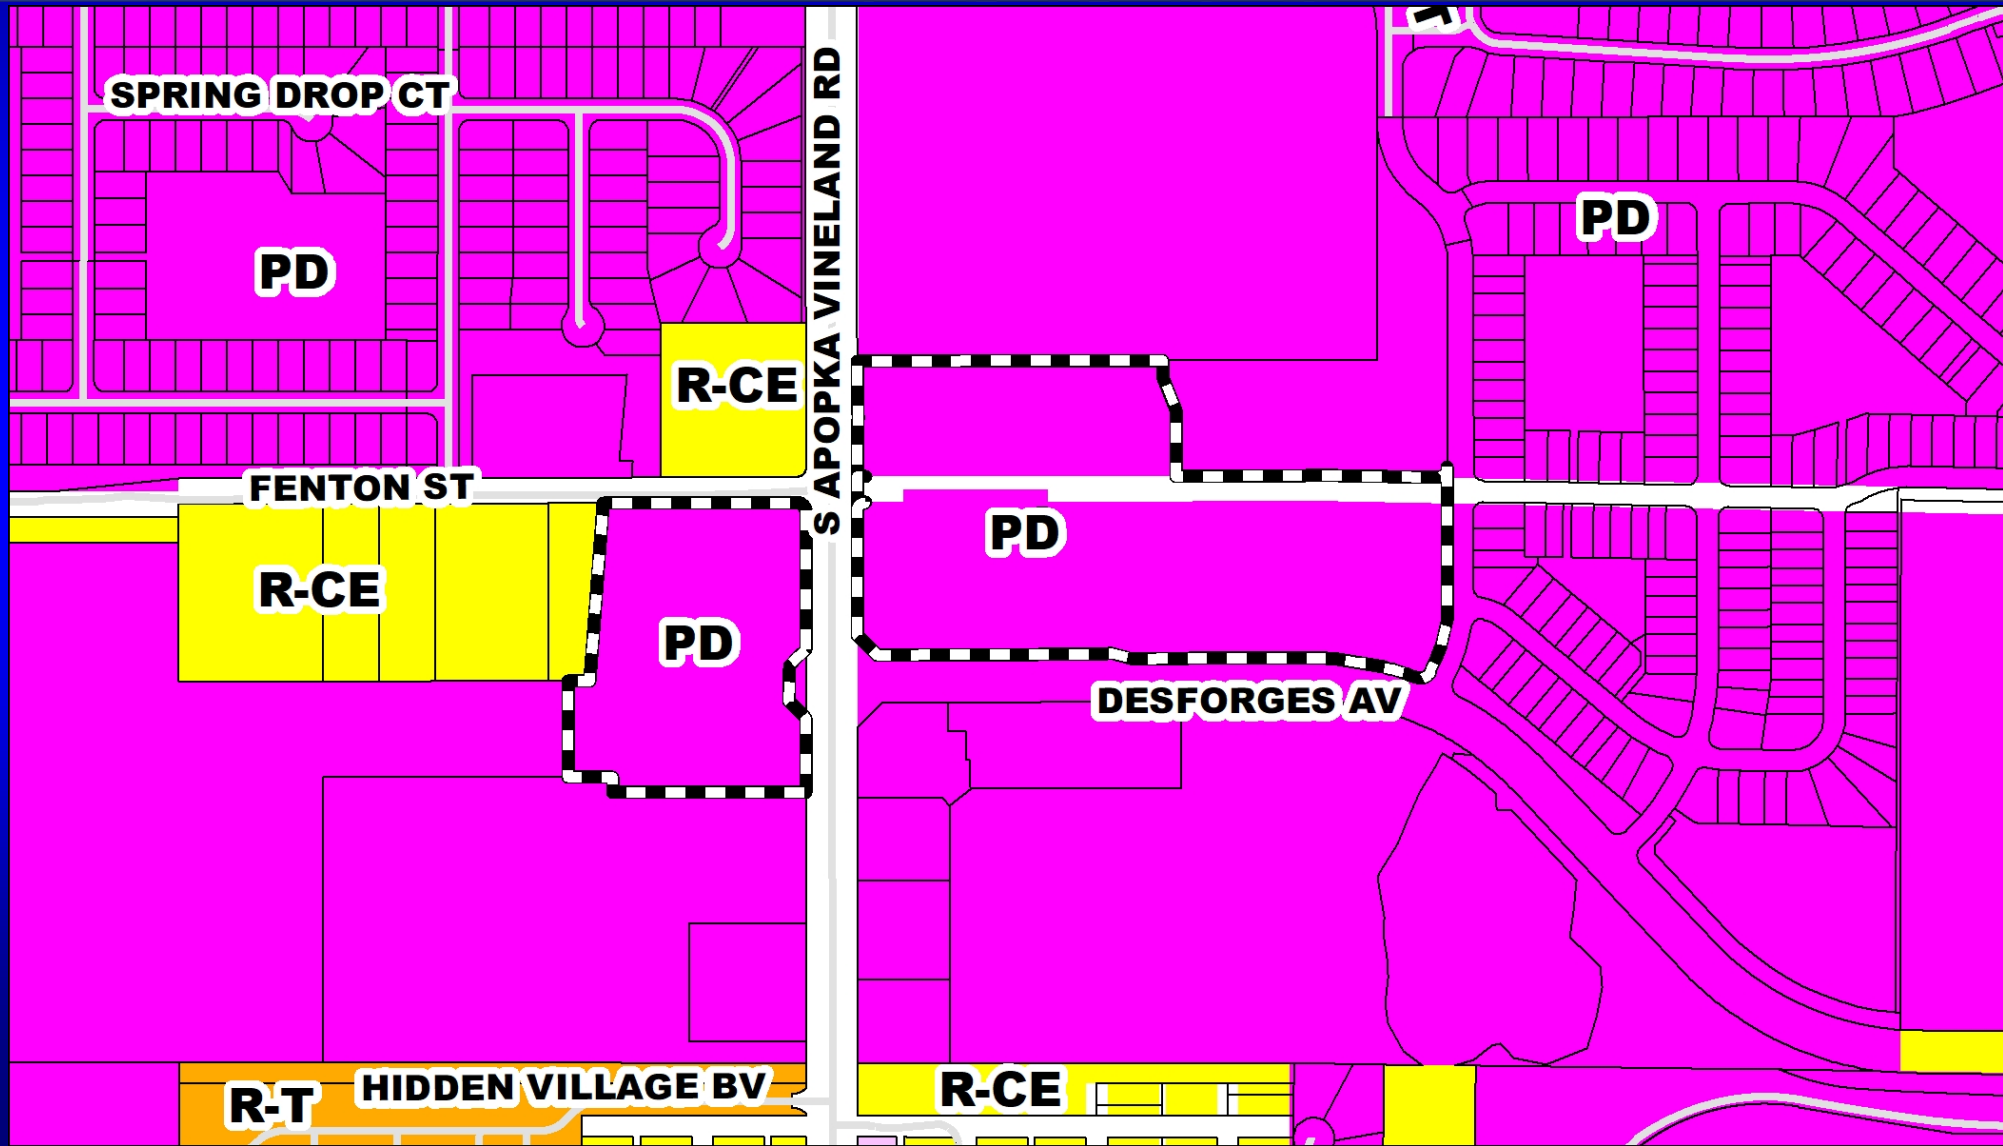 SPRING DROP CT
PD
PD
R-CE
S APOPKA VINELAND RD
FENTON ST
PD
R-CE
PD
DESFORGES AV
HIDDEN VILLAGE BV
R-T
R-CE